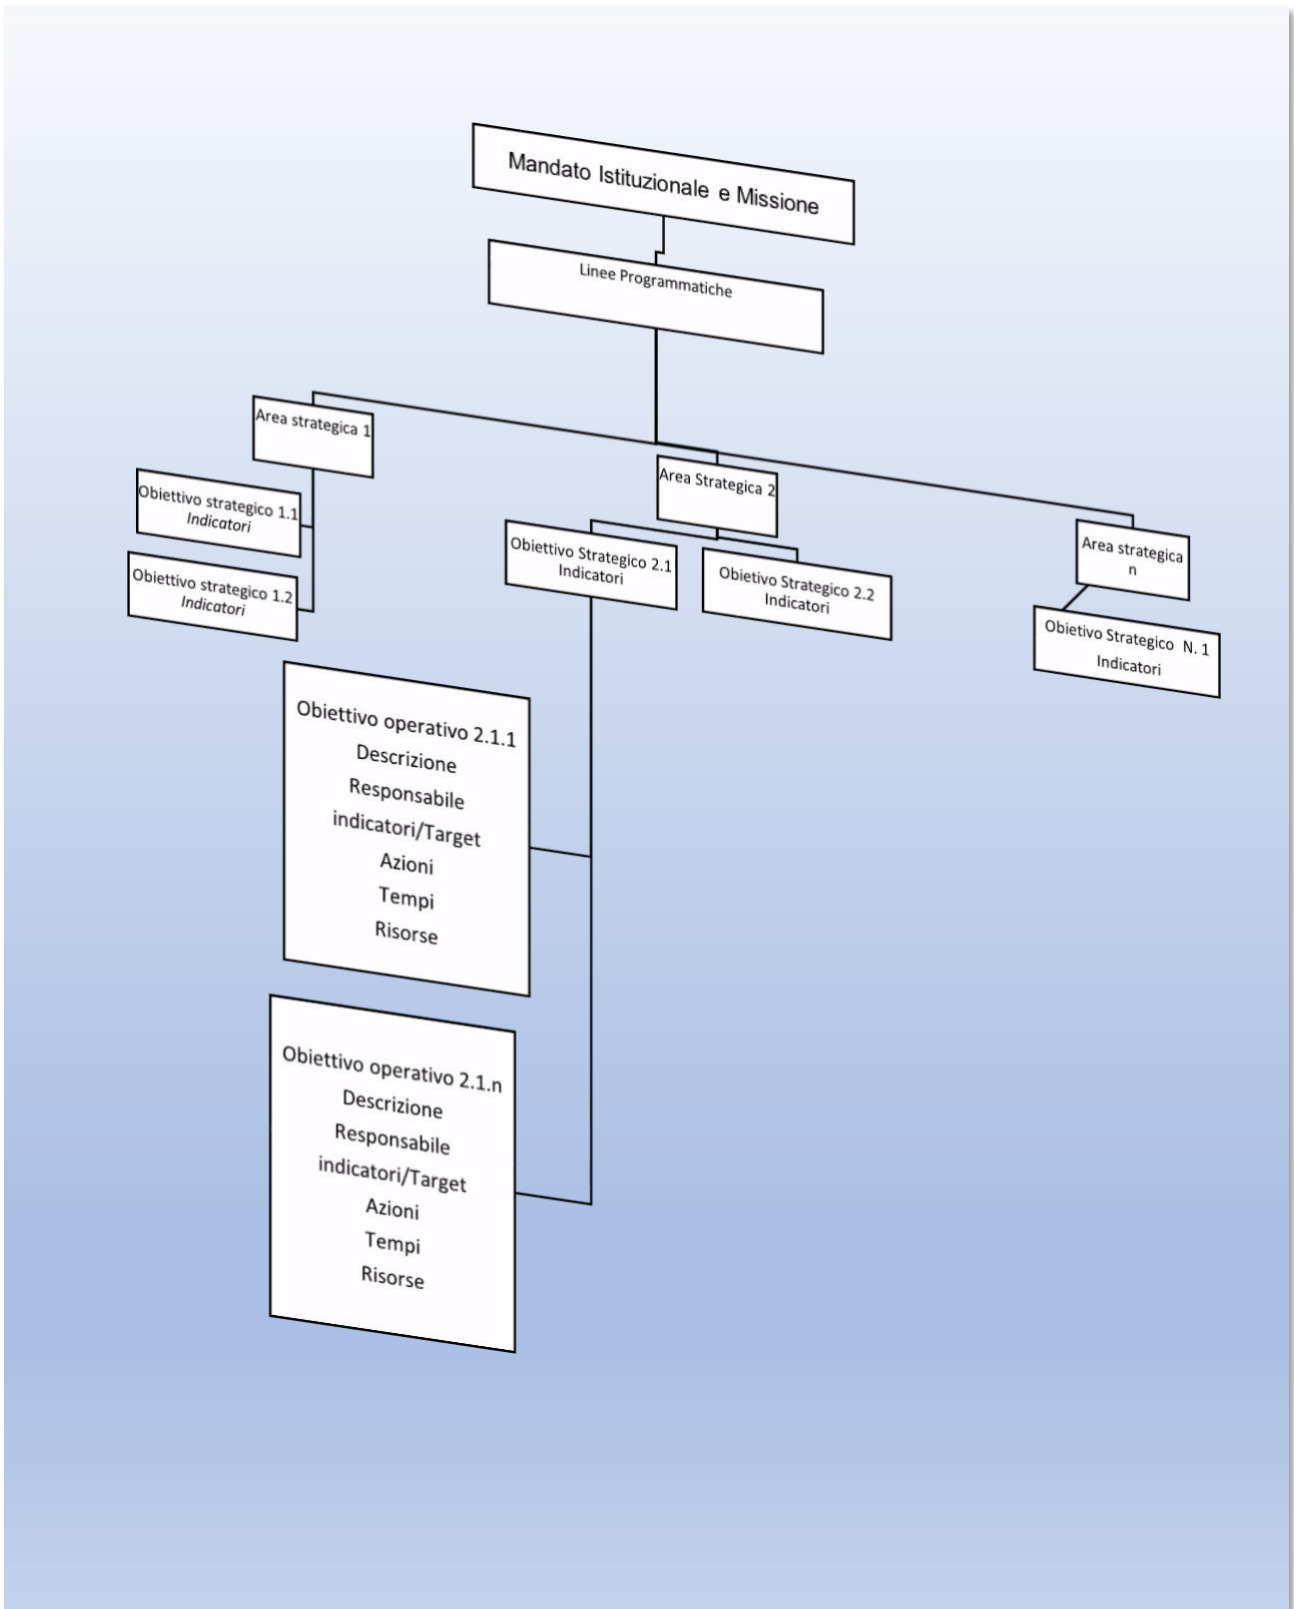 Mandato Istituzionale e Missione
Linee Programmatiche
Area strategica 1
Obiettivo strategico 1.1
Indicatori
Obiettivo strategico 1.2
Indicatori
Area Strategica 2
Obiettivo Strategico 2.1
Indicatori
Obietivo Strategico 2.2
Indicatori
Area strategica
n
Obietivo Strategico N. 1
Indicatori
Obiettivo operativo 2.1.1
Descrizione
Responsabile
indicatori/Target
Azioni
Tempi
Risorse
Obiettivo operativo 2.1.n
Descrizione
Responsabile
indicatori/Target
Azioni
Tempi
Risorse